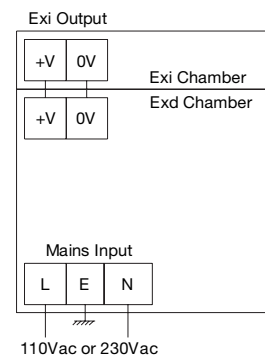 Exi Output
+V 0V
Exi Chamber
Exd Chamber
+V 0V
Mains Input
L E N
110Vac or 230Vac